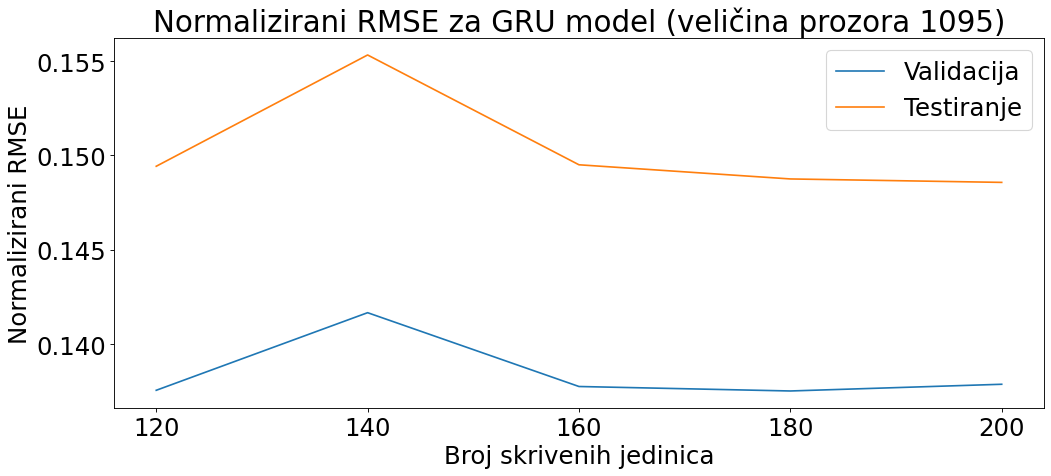 Normalizirani RMSE za GRU model (veličina prozora 1095)
Validacija
Testiranje
Normalizirani RMSE
0.155
0.150
0.145
0.140
120 140 160 180 200
Broj skrivenih jedinica